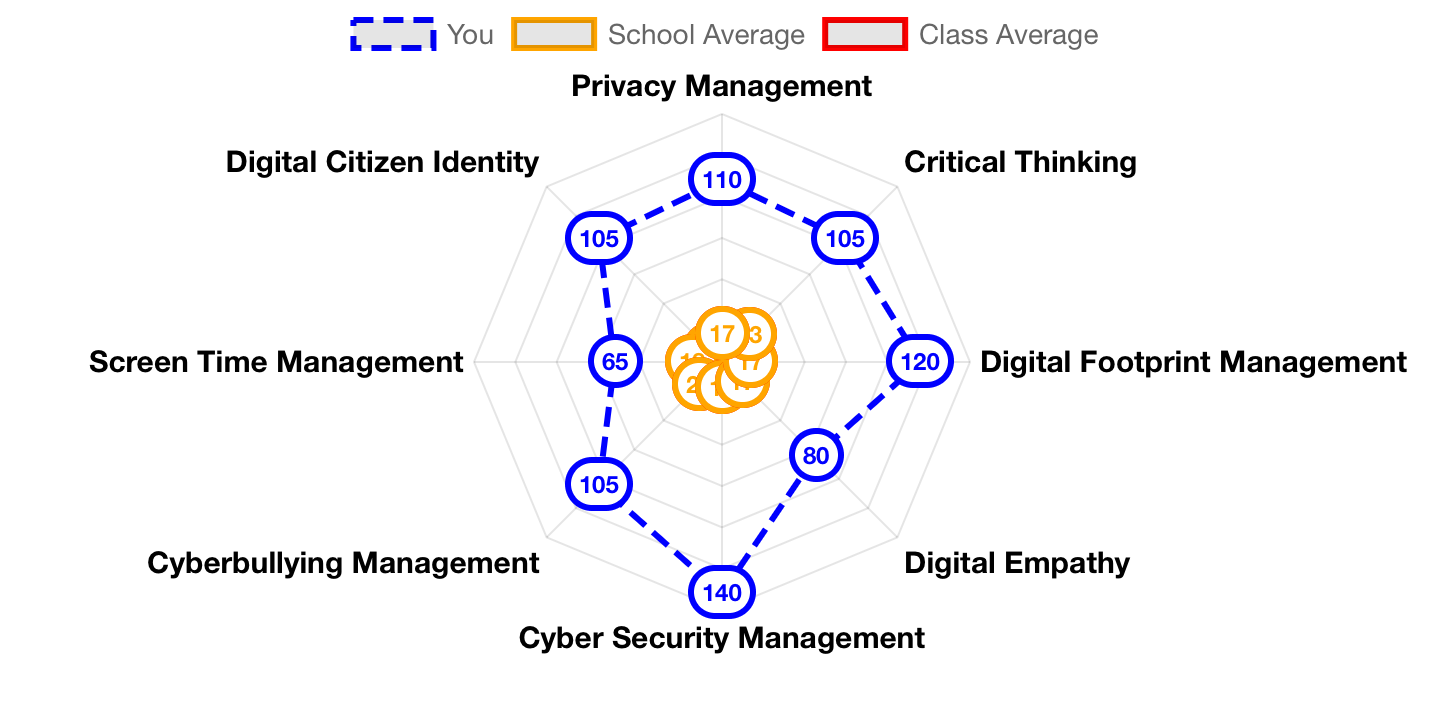 You School Average Class Average
Privacy Management
Digital Citizen Identity Critical Thinking
110
105 105
17
Screen Time Management 65 17 120 Digital Footprint Management
80
105
Cyberbullying Management Digital Empathy
140
Cyber Security Management